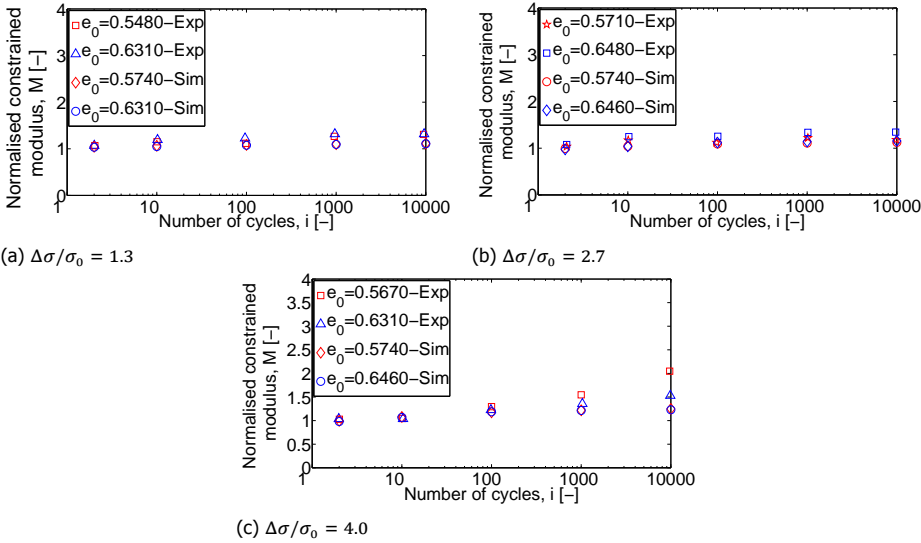 4
3
2
1
0
Normalised constrained
modulus, M [−]
e0=0.5480−Exp
e0=0.6310−Exp
e0=0.5740−Sim
e0=0.6310−Sim
1 10 100 1000 10000
Number of cycles, i [−]
(a) Δσ/σ0 = 1.3
4
3
2
1
0
Normalised constrained
modulus, M [−]
e0=0.5710−Exp
e0=0.6480−Exp
e0=0.5740−Sim
e0=0.6460−Sim
1 10 100 1000 10000
Number of cycles, i [−]
(b) Δσ/σ0 = 2.7
4
3.5
3
2.5
2
1.5
1
0.5
0
Normalised constrained
modulus, M [−]
e0=0.5670−Exp
e0=0.6310−Exp
e0=0.5740−Sim
e0=0.6460−Sim
1 10 100 1000 10000
Number of cycles, i [−]
(c) Δσ/σ0 = 4.0